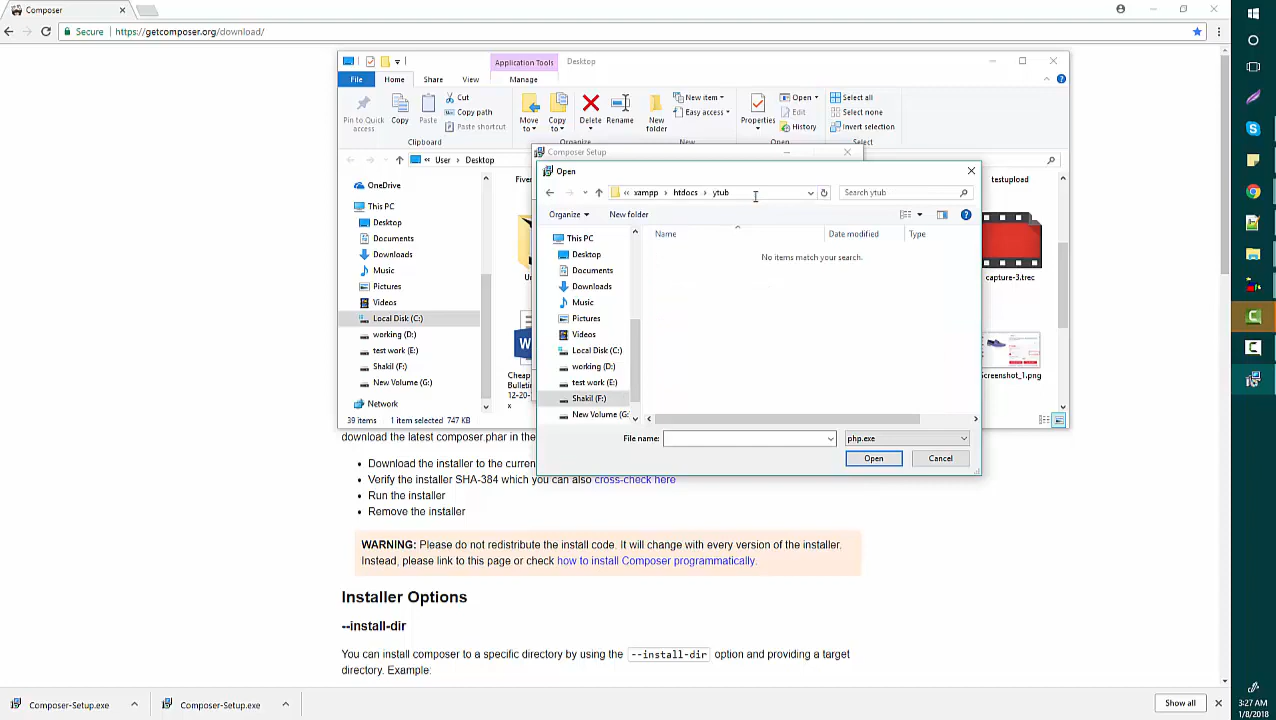 Composer
Secure
https://getcomposer.org/download/
Application Tools
Desktop
File
Home
Share
View
Manage
Pin to Quick
access
Copy
Paste
Cut
Copy path
Paste shortcut
Clipboard
Move
to
Copy
to
Delete
Rename
Organize
New
folder
New item
Easy access
Properties
Open
Edit
History
Open
Select all
Select none
Invert selection
Select
User
Desktop
OneDrive
This PC
Desktop
Documents
Downloads
Music
Pictures
Videos
Local Disk (C:)
working (D:)
test work (E:)
Shakil (F:)
New Volume (G:)
Network
39 items
1 item selected
747 KB
Fiver
Cheap
Bulletin
12-20-
x
testupload
capture-3.trec
Screenshot_1.png
Composer Setup
Open
xampp
htdocs
ytub
Search ytub
Organize
New folder
This PC
Desktop
Documents
Downloads
Music
Pictures
Videos
Local Disk (C:)
working (D:)
test work (E:)
Shakil (F:)
New Volume (G:
Name
Date modified
Type
No items match your search.
File name:
php.exe
Open
Cancel
download the latest composer.phar in the
Download the installer to the curren
Verify the installer SHA-384 which you can also cross-check here
Run the installer
Remove the installer
WARNING: Please do not redistribute the install code. It will change with every version of the installer.
Instead, please link to this page or check how to install Composer programmatically.
Installer Options
--install-dir
You can install composer to a specific directory by using the --install-dir option and providing a target
directory. Example:
Composer-Setup.exe
Composer-Setup.exe
Show all
3:27 AM
1/8/2018